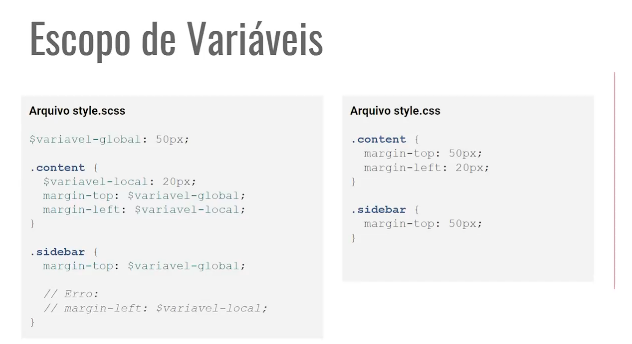 Escopo de Variáveis
Arquivo style.scss
$variavel-global: 50px;
.content {
$variavel-local: 20px;
margin-top: $variavel-global;
margin-left: $variavel-local;
}
.sidebar {
margin-top: $variavel-global;
// Erro:
// margin-left: $variavel-local;
}
Arquivo style.css
.content {
margin-top: 50px;
margin-left: 20px;
}
.sidebar {
margin-top: 50px;
}